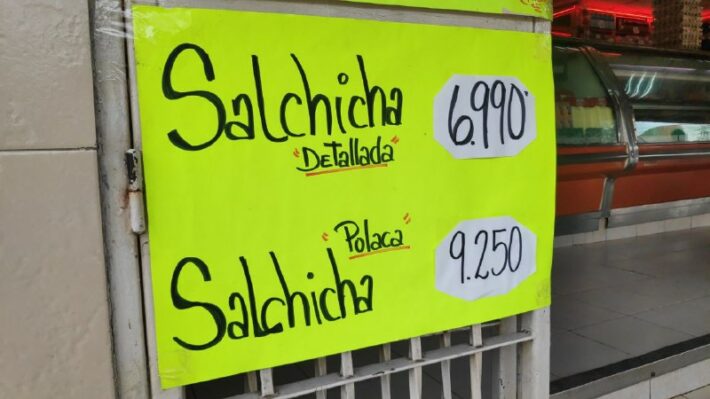 Salchicha 6.990
"Detallada"
"Polaca"
Salchicha 9.250